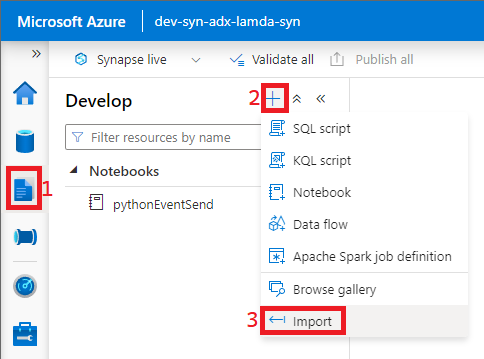 Microsoft Azure dev-syn-adx-lamda-syn
Synapse live Validate all Publish all
Develop 2
Filter resources by name
SQL script
Notebooks
KQL script
1
pythonEventSend
Notebook
Data flow
Apache Spark job definition
Browse gallery
3 Import